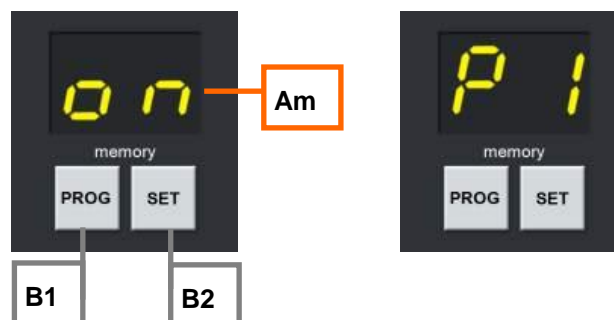 on
Am
memory
PROG SET
B1 B2
P1
memory
PROG SET